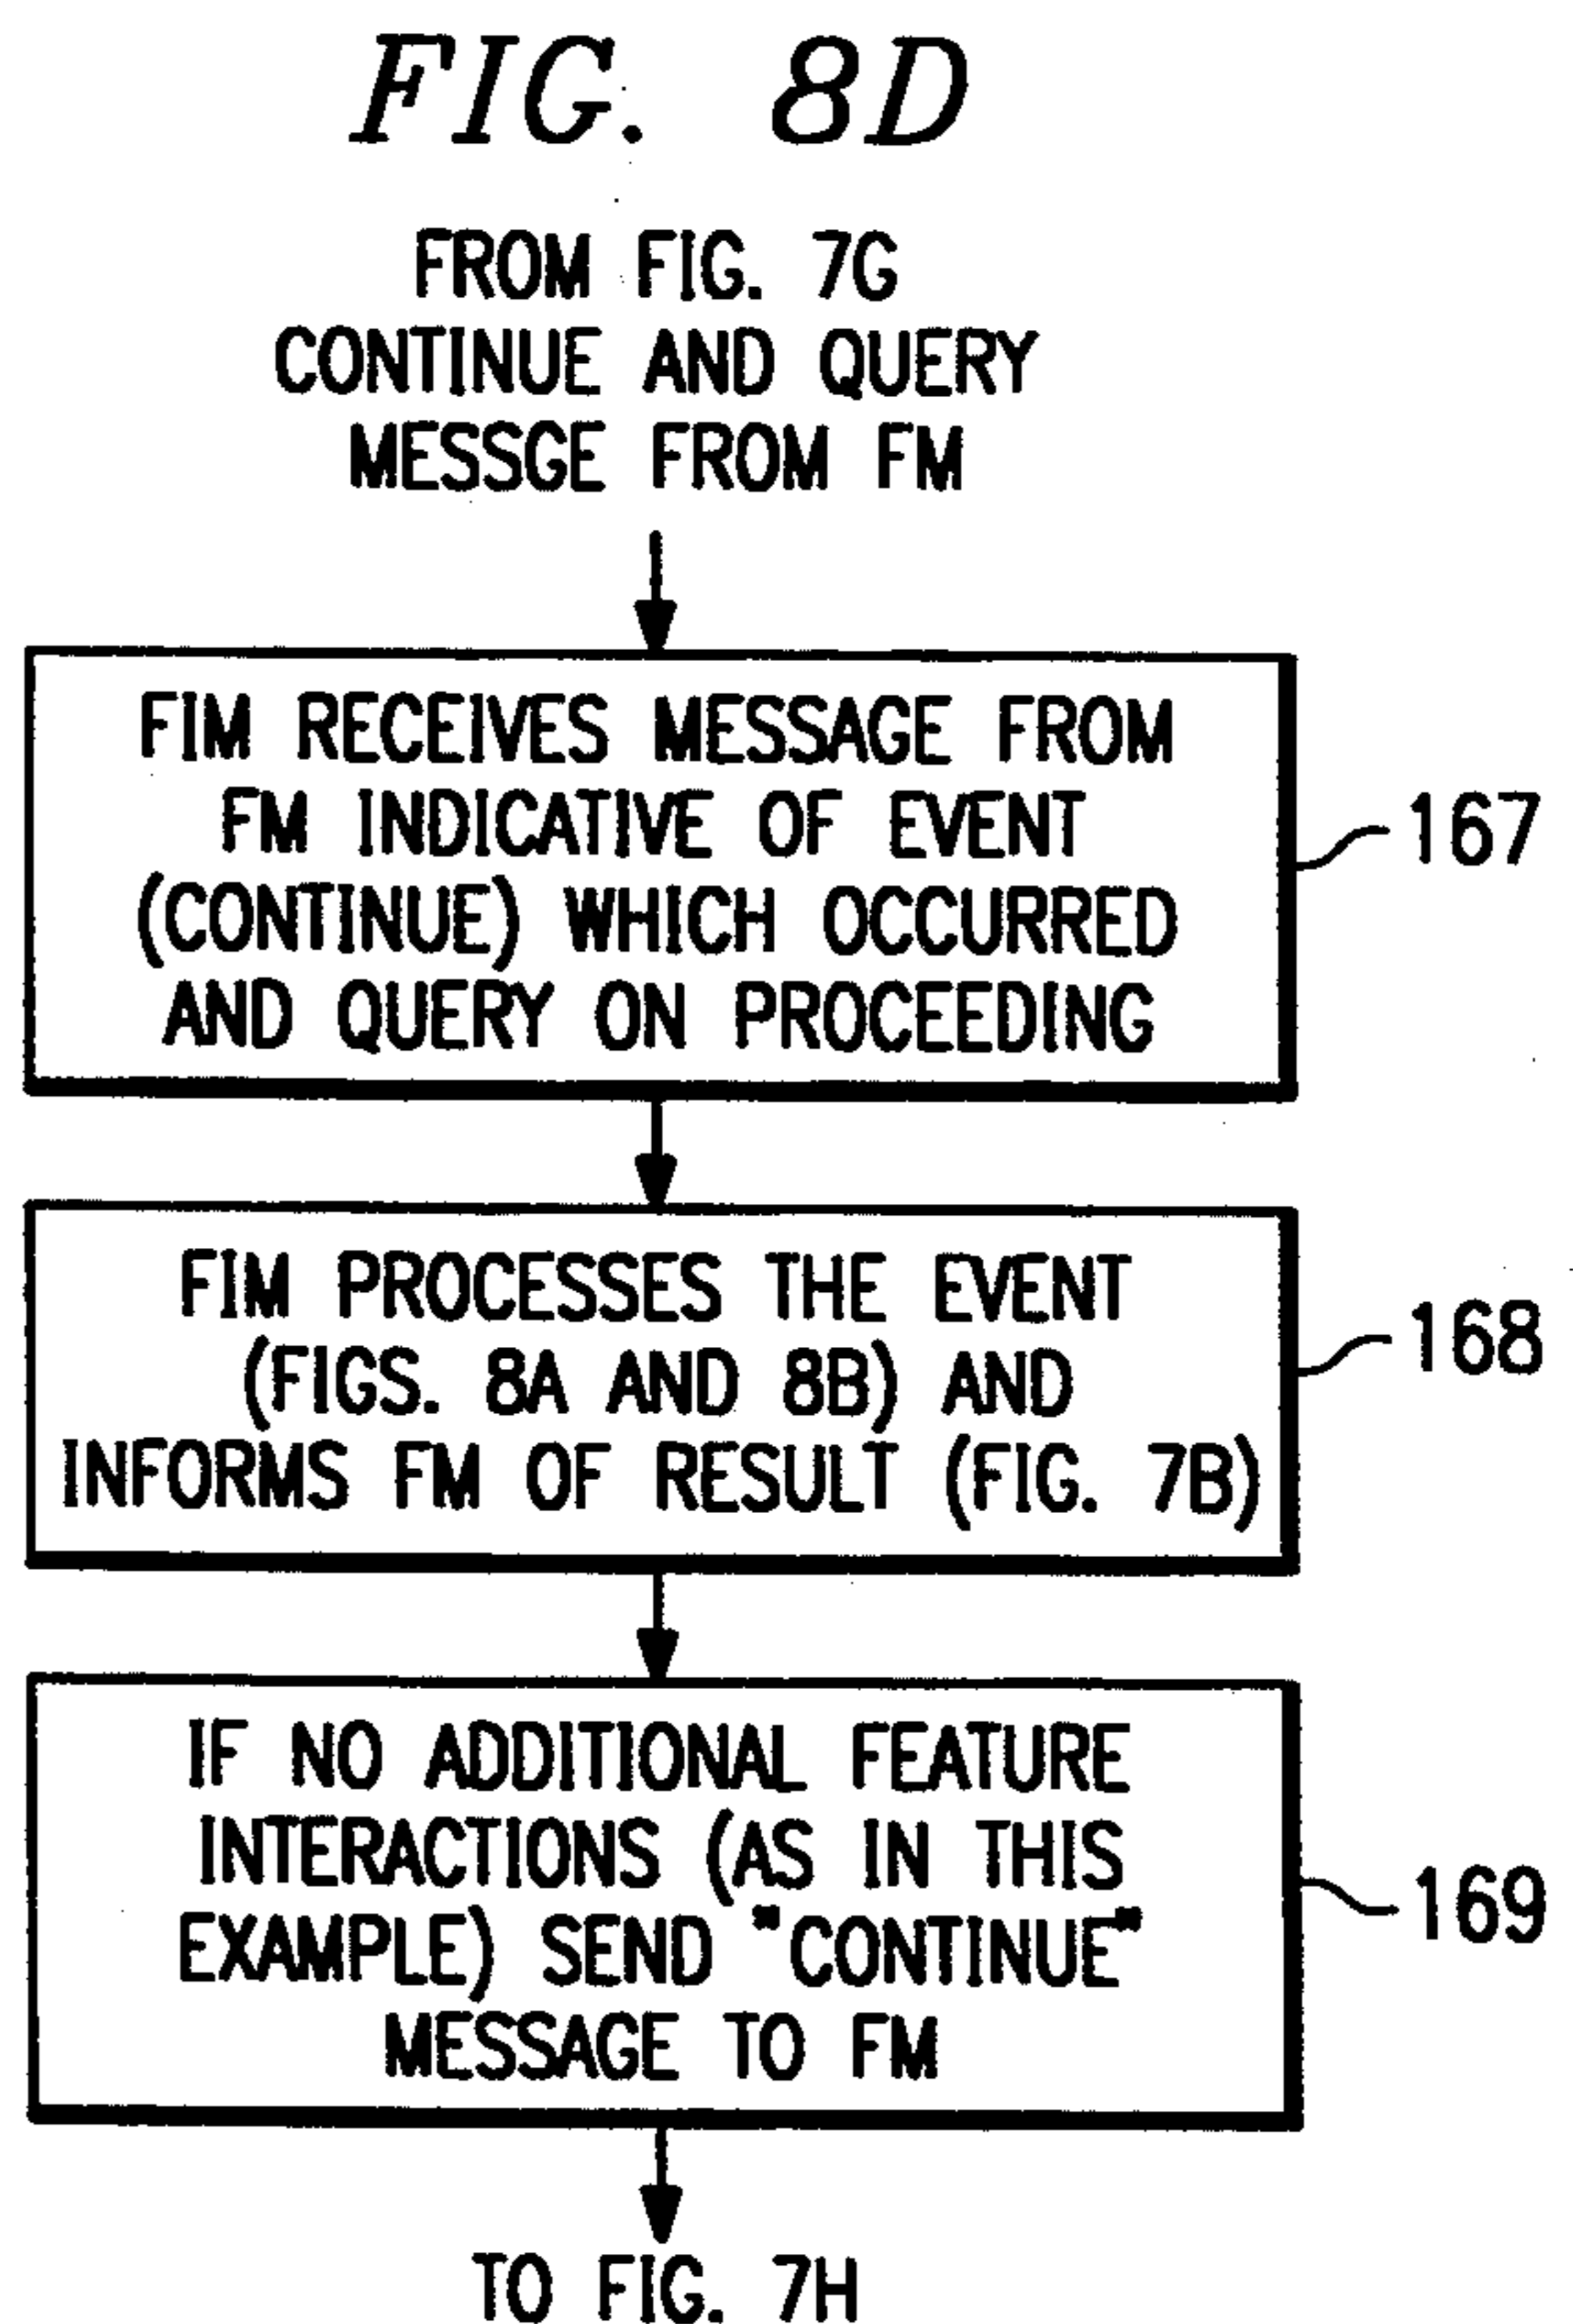 FIG. 8D
FROM FIG. 7G
CONTINUE AND QUERY
MESSGE FROM FM
FIM RECEIVES MESSAGE FROM
FM INDICATIVE OF EVENT
(CONTINUE) WHICH OCCURRED
AND QUERY ON PROCEEDING
167
FIM PROCESSES THE EVENT
(FIGS. 8A AND 8B) AND
INFORMS FM OF RESULT (FIG. 7B)
168
IF NO ADDITIONAL FEATURE
INTERACTIONS (AS IN THIS
EXAMPLE) SEND "CONTINUE"
MESSAGE TO FM
169
TO FIG. 7H